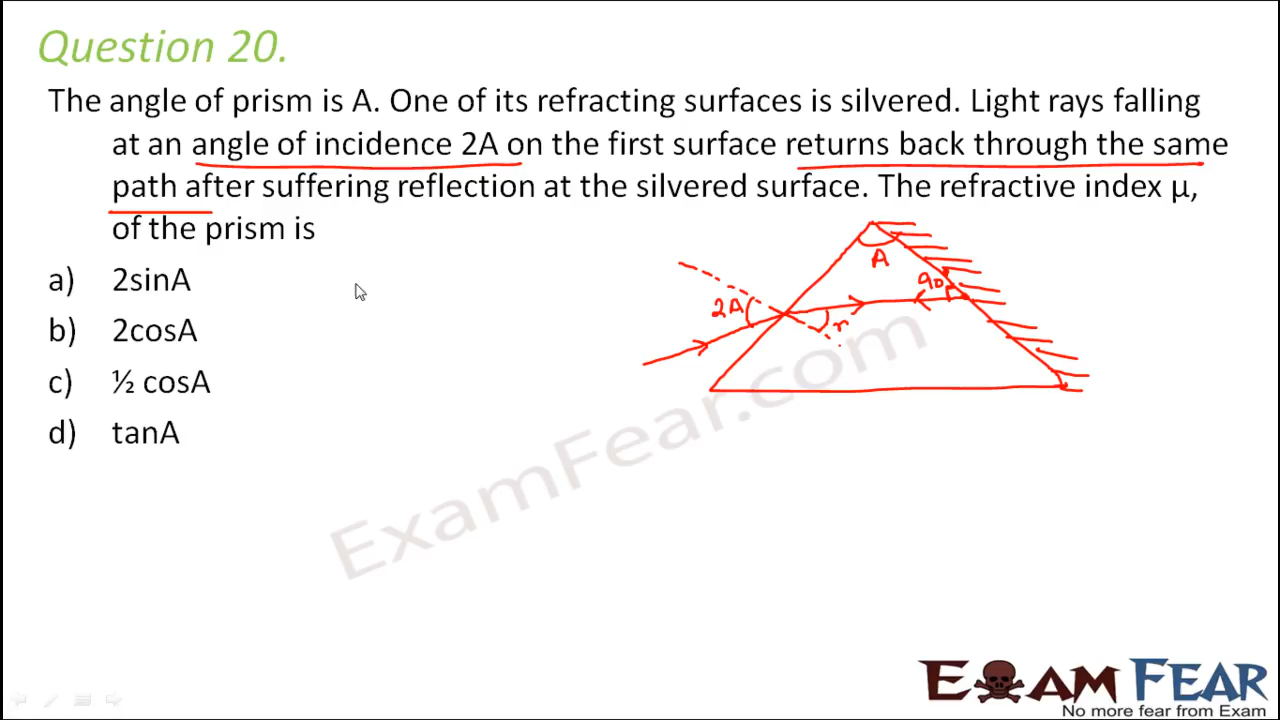 Question 20.
The angle of prism is A. One of its refracting surfaces is silvered. Light rays falling
at an angle of incidence 2A on the first surface returns back through the same
path after suffering reflection at the silvered surface. The refractive index μ,
of the prism is
a) 2sinA
b) 2cosA
c) ½ cosA
d) tanA
A
90
2A
r
ExamFear.com
EXAM FEAR
No more fear from Exam